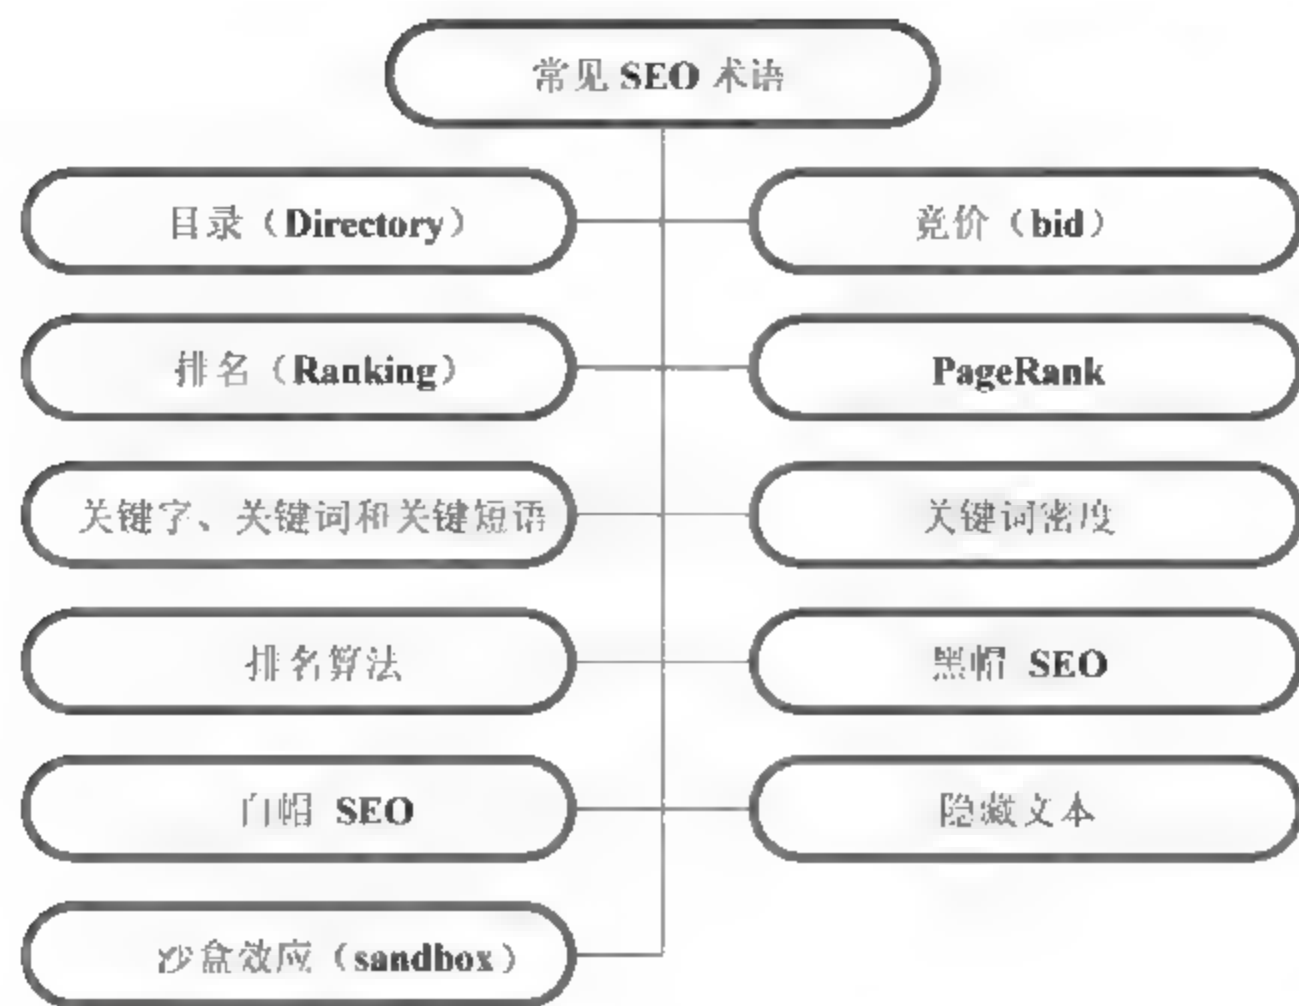 常见 SEO 术语
目录（Directory）
竞价（bid）
排名（Ranking）
PageRank
关键字、关键词和关键短语
关键词密度
排名算法
黑帽 SEO
白帽 SEO
隐藏文本
沙盒效应（sandbox）